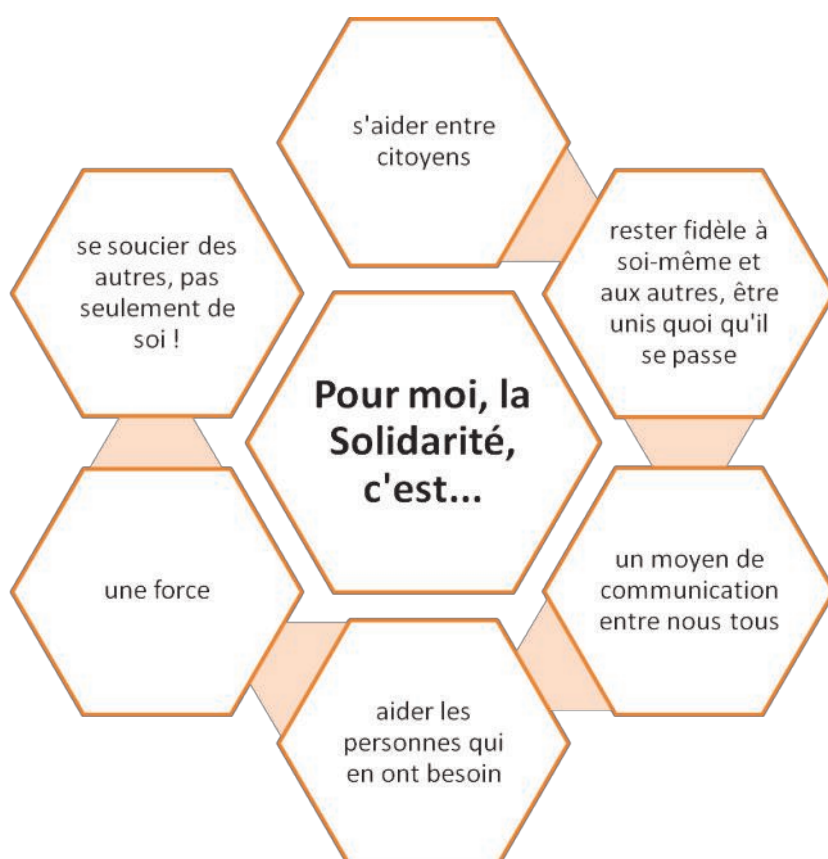 s'aider entre
citoyens
rester fidèle à
soi-même et
aux autres, être
unis quoi qu'il
se passe
un moyen de
communication
entre nous tous
aider les
personnes qui
en ont besoin
une force
se soucier des
autres, pas
seulement de
soi !
Pour moi, la
Solidarité,
c'est...